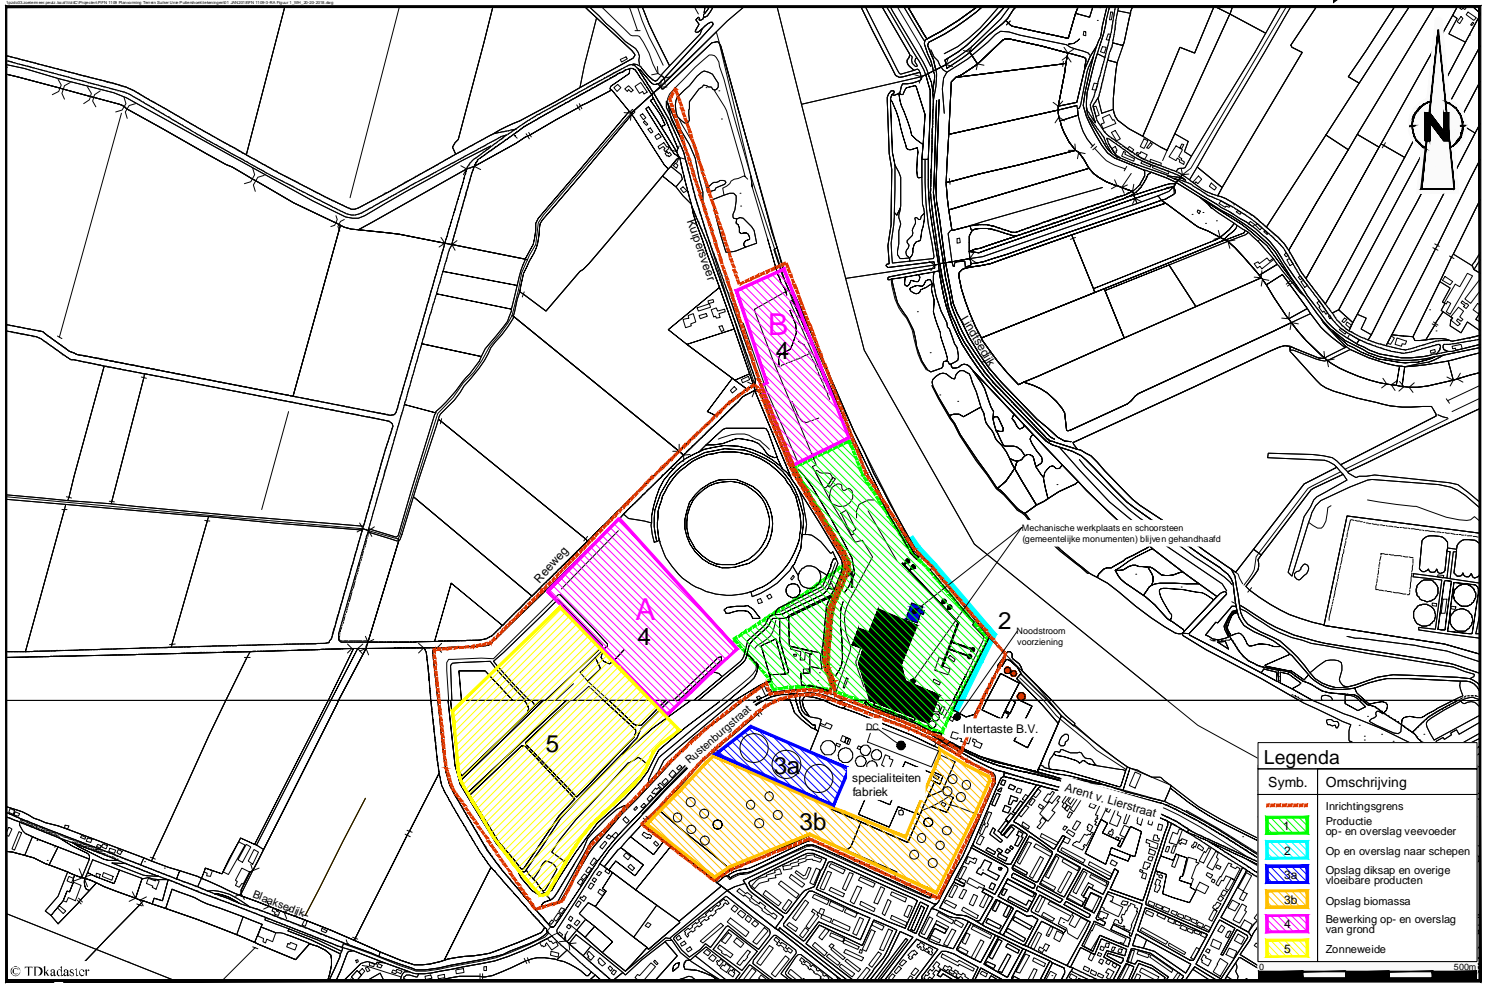 N
Kuipersveer
Lindtsedijk
B
4
Mechanische werkplaats en schoorsteen
(gemeentelijke monumenten) blijven gehandhaafd
Reeweg
A
4
2
Noodstroom
voorziening
5
Rustenburgstraat
DC
Intertaste B.V.
3a
specialiteiten
fabriek
3b
Arent v. Lierstraat
Blaaksedijk
Legenda
Symb. Omschrijving
Inrichtingsgrens
1 Productie
op- en overslag veevoeder
2 Op en overslag naar schepen
3a Opslag diksap en overige
vloeibare producten
3b Opslag biomassa
4 Bewerking op- en overslag
van grond
5 Zonneweide
0 500m
© TDkadaster